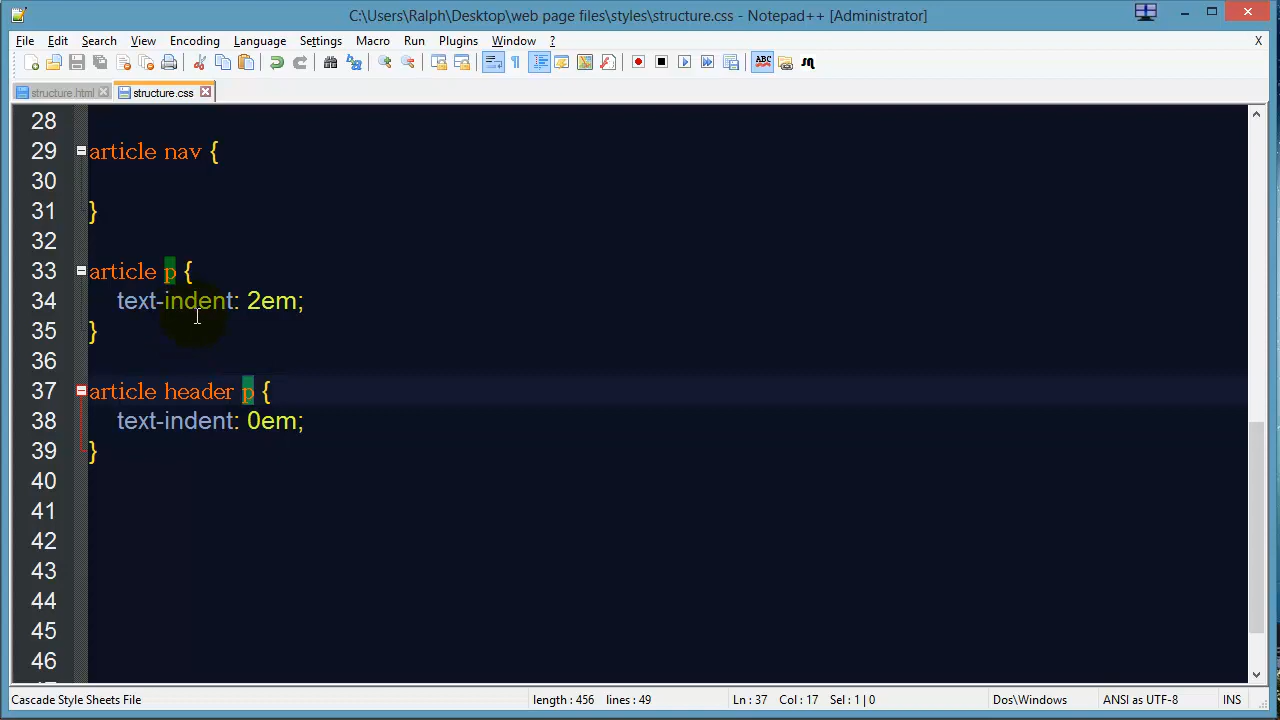 C:\Users\Ralph\Desktop\web page files\styles\structure.css - Notepad++ [Administrator]
File Edit Search View Encoding Language Settings Macro Run Plugins Window ? X
structure.html structure.css
28
29 article nav {
30
31 }
32
33 article p {
34 text-indent: 2em;
35 }
36
37 article header p {
38 text-indent: 0em;
39 }
40
41
42
43
44
45
46
Cascade Style Sheets File length : 456 lines : 49 Ln : 37 Col : 17 Sel : 1 | 0 Dos\Windows ANSI as UTF-8 INS